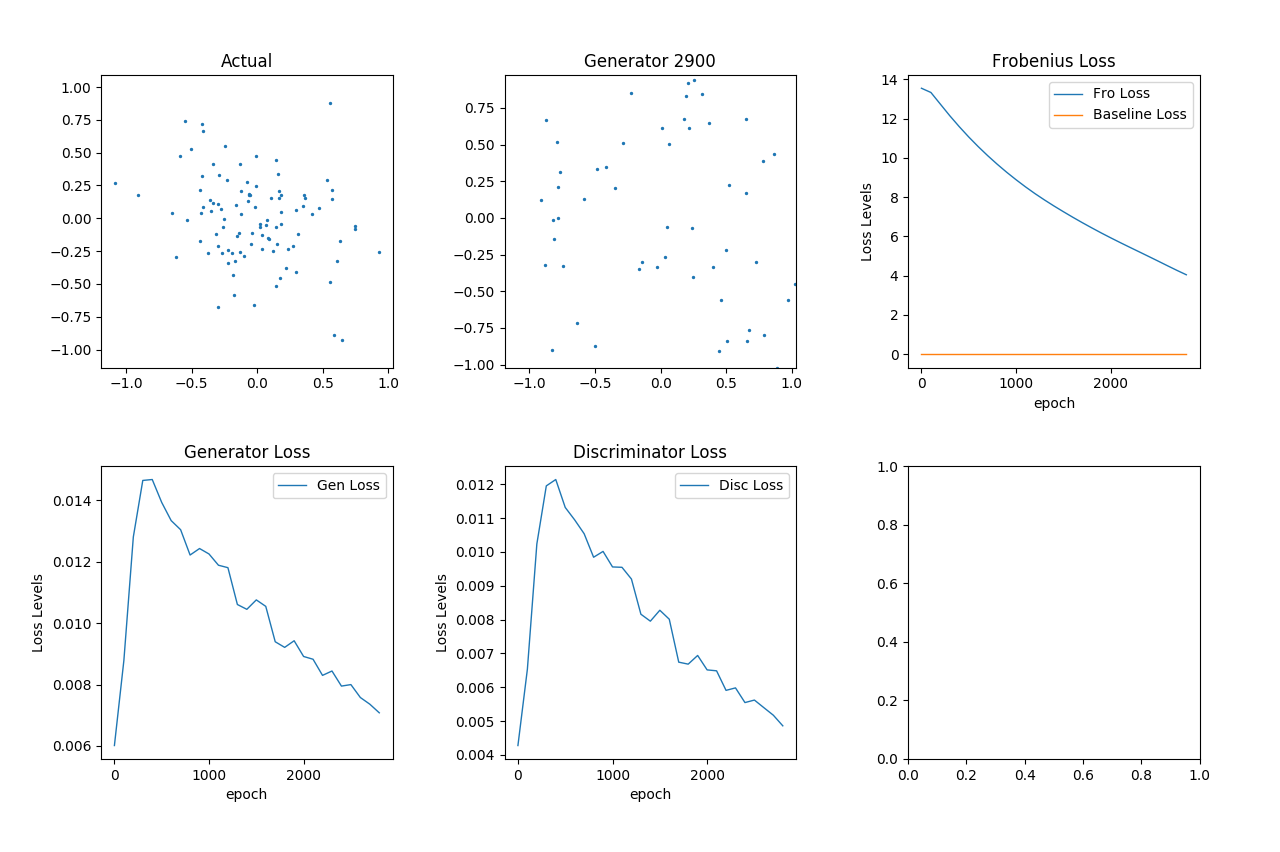 Actual
1.00
0.75
0.50
0.25
0.00
−0.25
−0.50
−0.75
−1.00
−1.0 −0.5 0.0 0.5 1.0
Generator 2900
0.75
0.50
0.25
0.00
−0.25
−0.50
−0.75
−1.00
−1.0 −0.5 0.0 0.5 1.0
Frobenius Loss
Fro Loss
Baseline Loss
Loss Levels
14
12
10
8
6
4
2
0
0 1000 2000
epoch
Generator Loss
Gen Loss
Loss Levels
0.014
0.012
0.010
0.008
0.006
0 1000 2000
epoch
Discriminator Loss
Disc Loss
Loss Levels
0.012
0.011
0.010
0.009
0.008
0.007
0.006
0.005
0.004
0 1000 2000
epoch
1.0
0.8
0.6
0.4
0.2
0.0
0.0 0.2 0.4 0.6 0.8 1.0